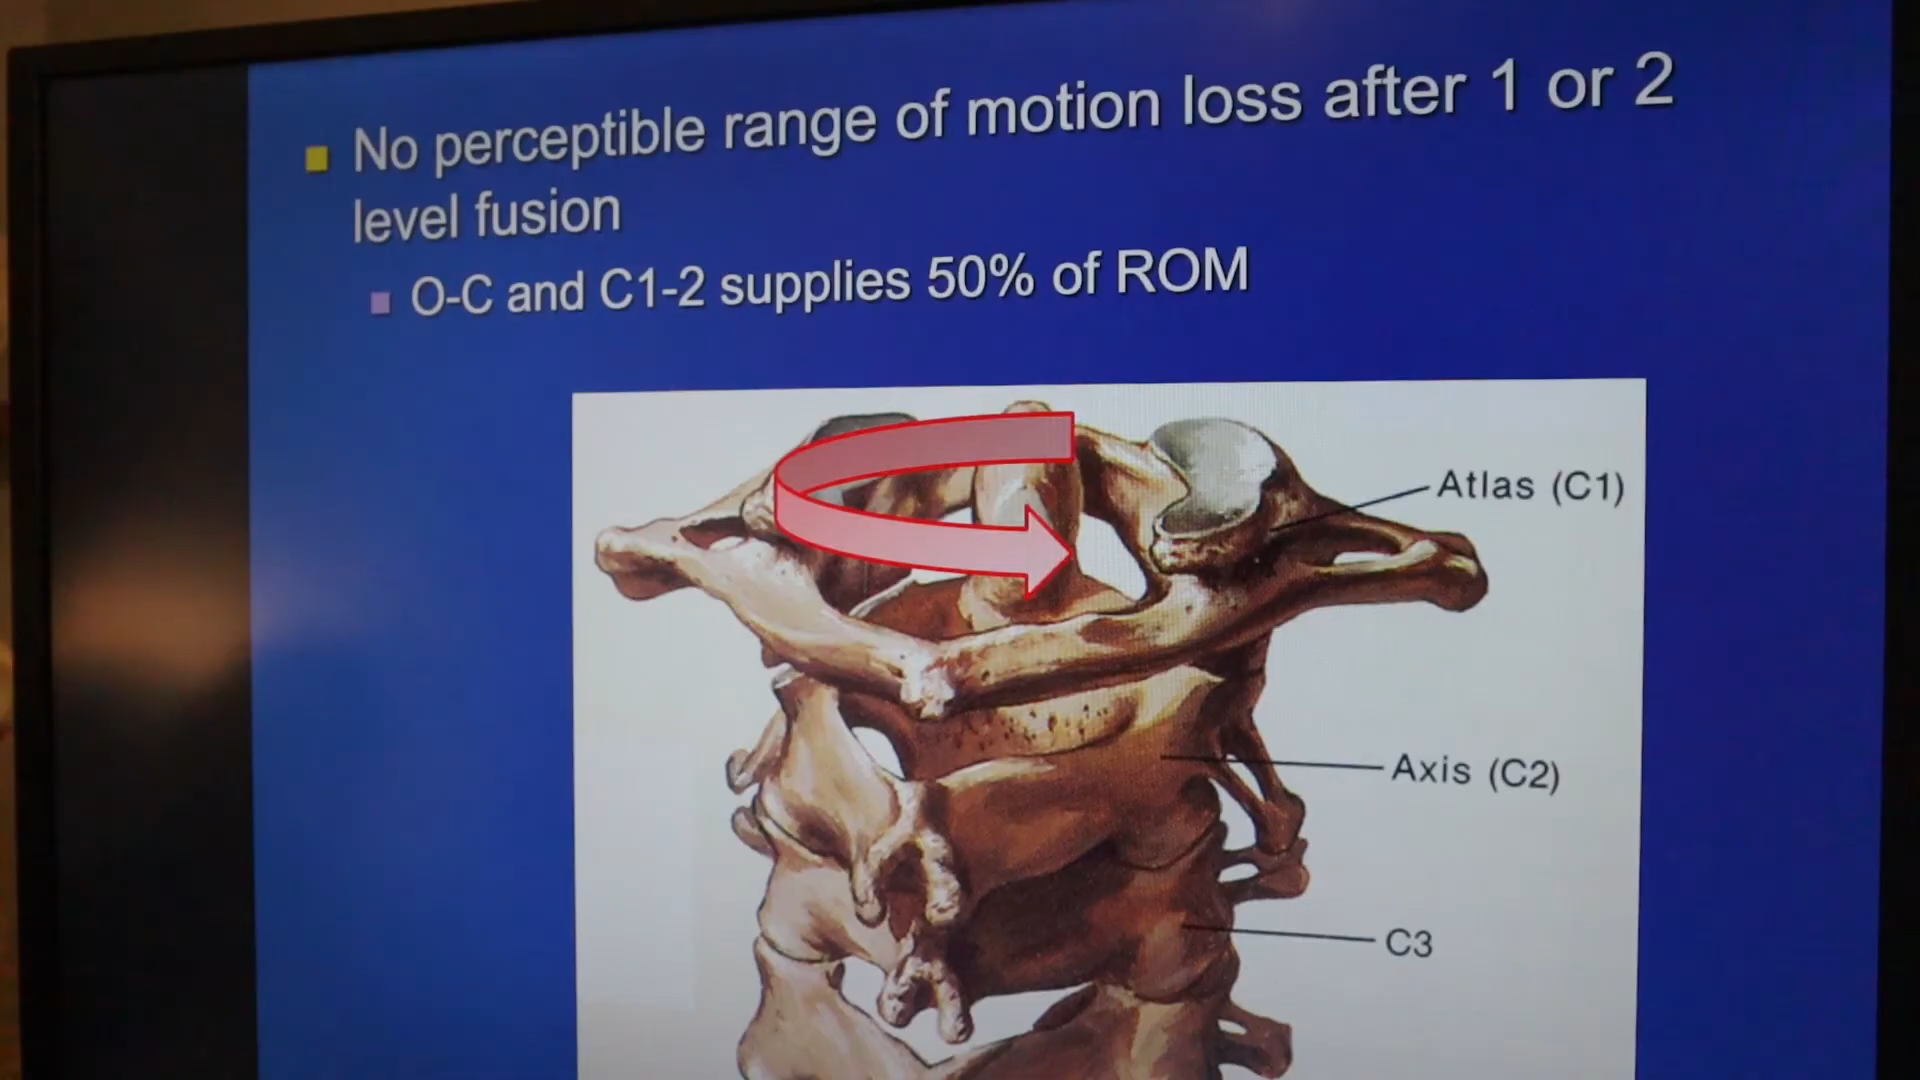 No perceptible range of motion loss after 1 or 2
level fusion
O-C and C1-2 supplies 50% of ROM
Atlas (C1)
Axis (C2)
C3